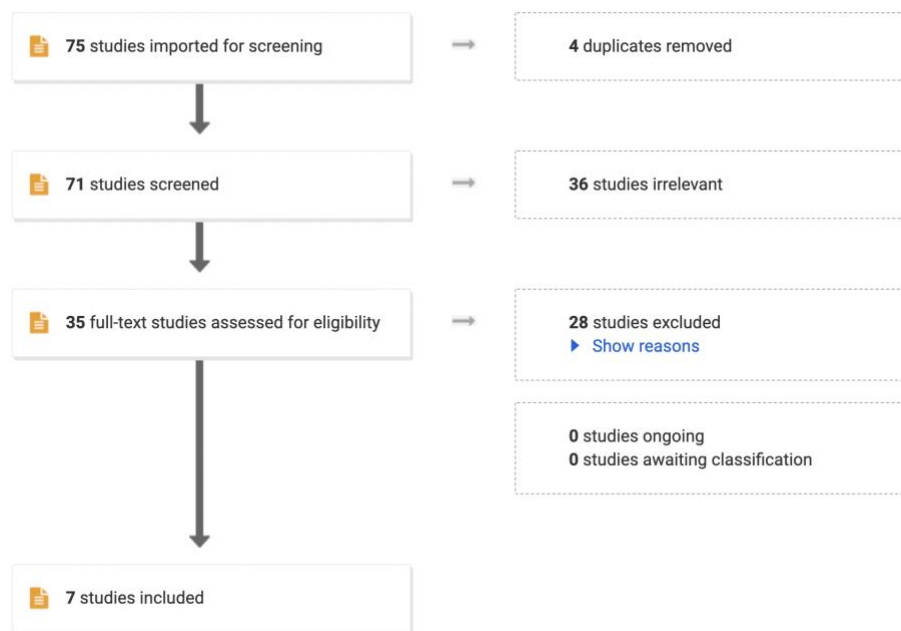 75 studies imported for screening
4 duplicates removed
71 studies screened
36 studies irrelevant
35 full-text studies assessed for eligibility
28 studies excluded
Show reasons
0 studies ongoing
0 studies awaiting classification
7 studies included